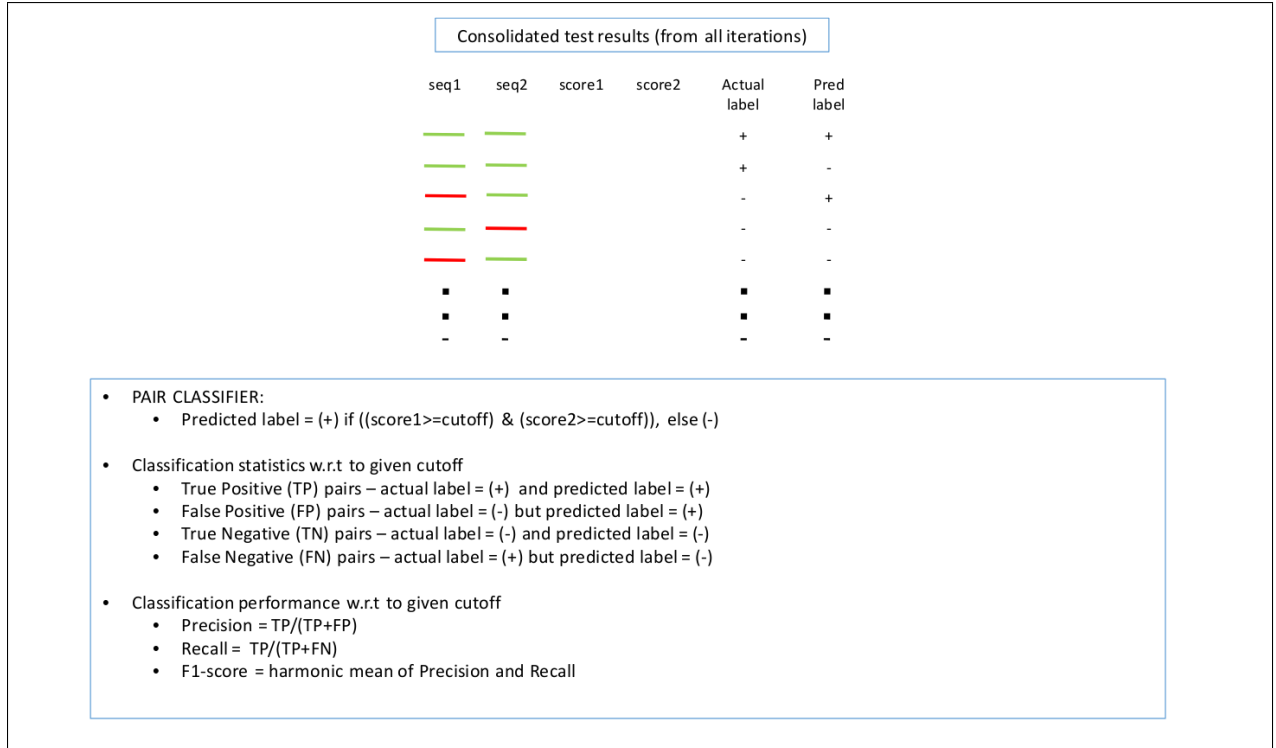 Consolidated test results (from all iterations)
seq1 seq2 score1 score2 Actual label Pred label
+ +
+ -
- +
- -
- -
• PAIR CLASSIFIER:
• Predicted label = (+) if ((score1>=cutoff) & (score2>=cutoff)), else (-)
• Classification statistics w.r.t to given cutoff
• True Positive (TP) pairs – actual label = (+) and predicted label = (+)
• False Positive (FP) pairs – actual label = (-) but predicted label = (+)
• True Negative (TN) pairs – actual label = (-) and predicted label = (-)
• False Negative (FN) pairs – actual label = (+) but predicted label = (-)
• Classification performance w.r.t to given cutoff
• Precision = TP/(TP+FP)
• Recall = TP/(TP+FN)
• F1-score = harmonic mean of Precision and Recall